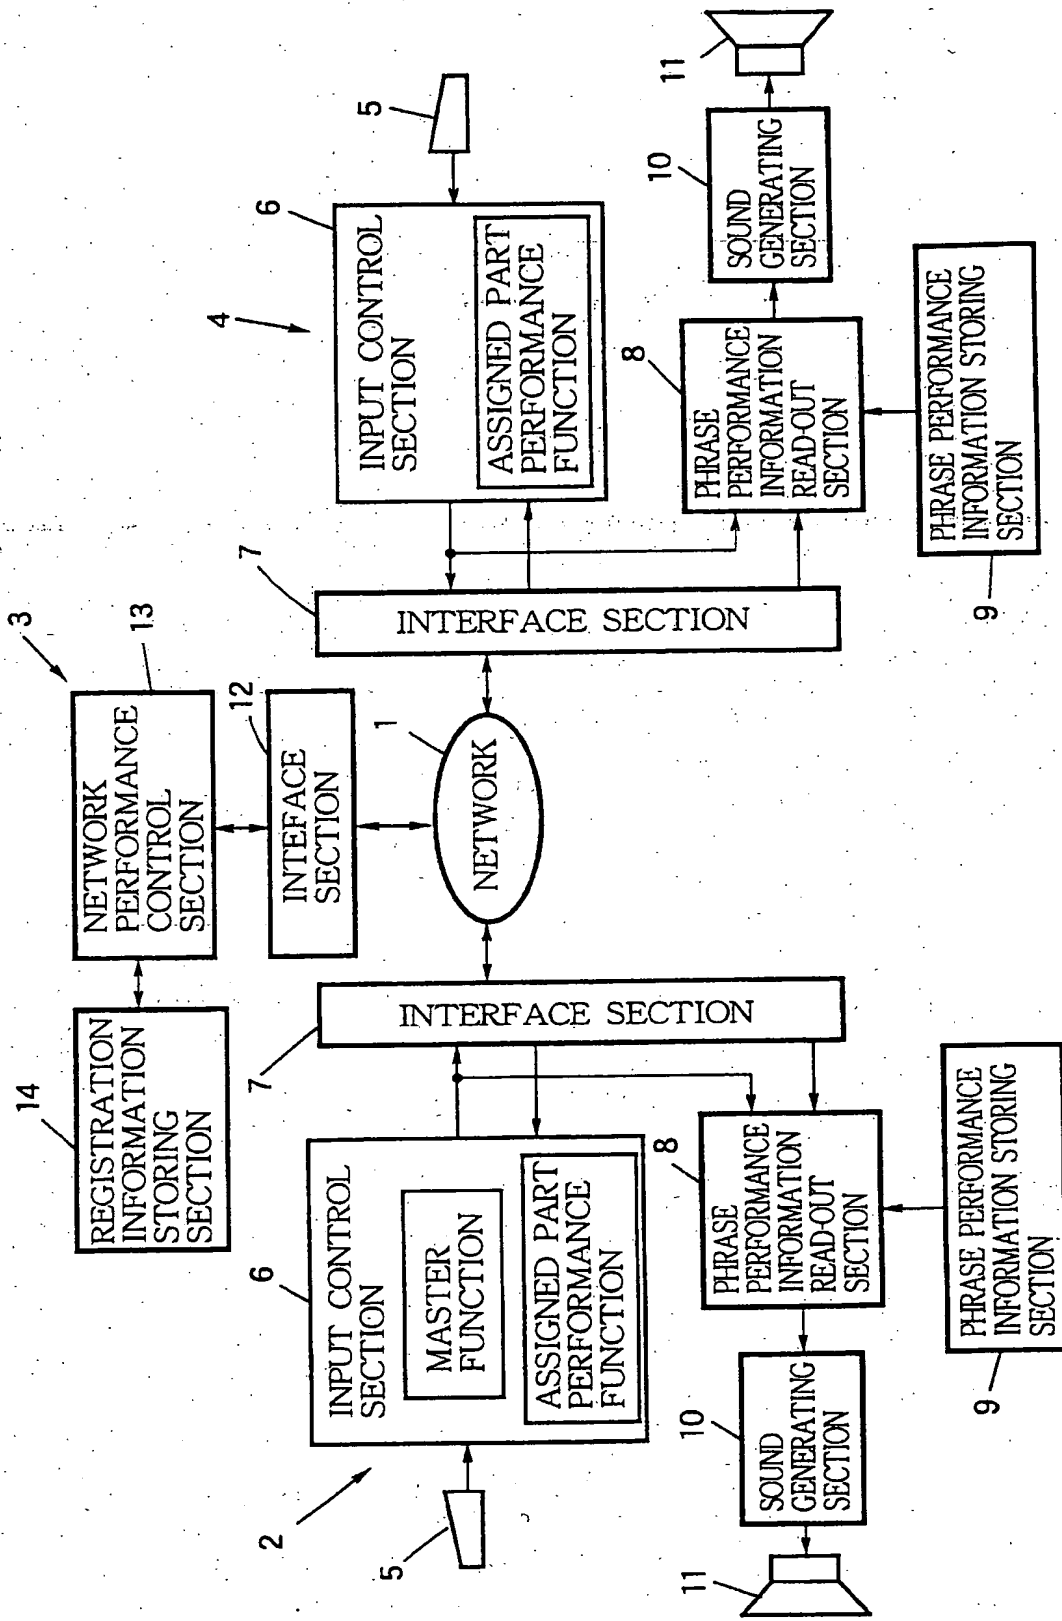 14
REGISTRATION
INFORMATION
STORING
SECTION
3
13
NETWORK
PERFORMANCE
CONTROL
SECTION
12
INTEFACE
SECTION
1
NETWORK
2
5
6
INPUT CONTROL
SECTION
MASTER
FUNCTION
ASSIGNED PART
PERFORMANCE
FUNCTION
7
INTERFACE SECTION
8
PHRASE
PERFORMANCE
INFORMATION
READ-OUT
SECTION
9
PHRASE PERFORMANCE
INFORMATION STORING
SECTION
10
SOUND
GENERATING
SECTION
11
4
5
6
INPUT CONTROL
SECTION
ASSIGNED PART
PERFORMANCE
FUNCTION
7
INTERFACE SECTION
8
PHRASE
PERFORMANCE
INFORMATION
READ-OUT
SECTION
9
PHRASE PERFORMANCE
INFORMATION STORING
SECTION
10
SOUND
GENERATING
SECTION
11